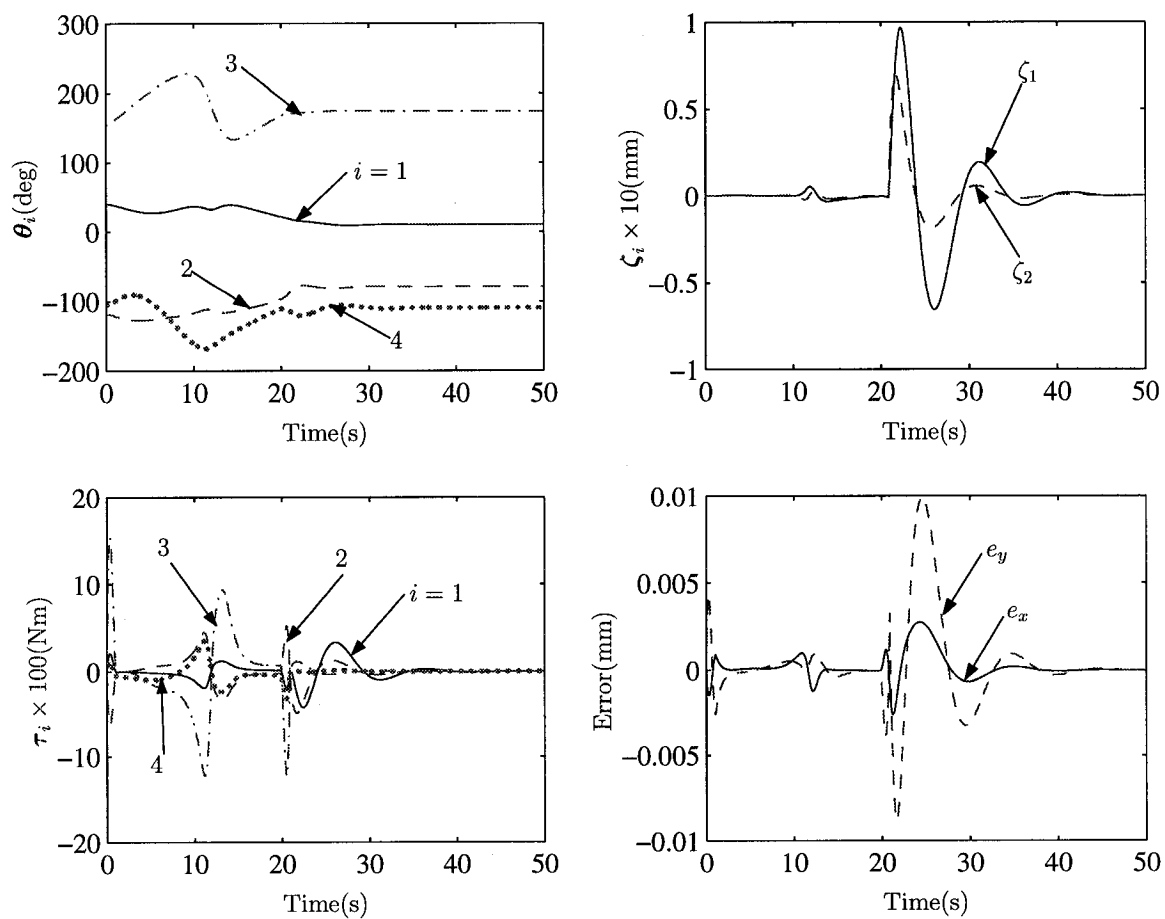 300
200
100
0
−100
−200
θi(deg)
3
i = 1
2
4
0 10 20 30 40 50
Time(s)
1
0.5
0
−0.5
−1
ζi × 10(mm)
ζ1
ζ2
0 10 20 30 40 50
Time(s)
20
10
0
−10
−20
τi × 100(Nm)
3
2
i = 1
4
0 10 20 30 40 50
Time(s)
0.01
0.005
0
−0.005
−0.01
Error(mm)
ey
ex
0 10 20 30 40 50
Time(s)